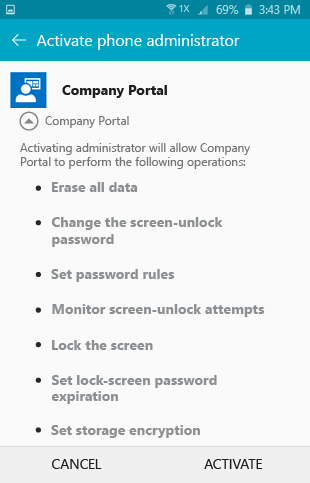 1X 69% 3:43 PM
Activate phone administrator
Company Portal
Company Portal
Activating administrator will allow Company
Portal to perform the following operations:
• Erase all data
• Change the screen-unlock
password
• Set password rules
• Monitor screen-unlock attempts
• Lock the screen
• Set lock-screen password
expiration
• Set storage encryption
CANCEL ACTIVATE